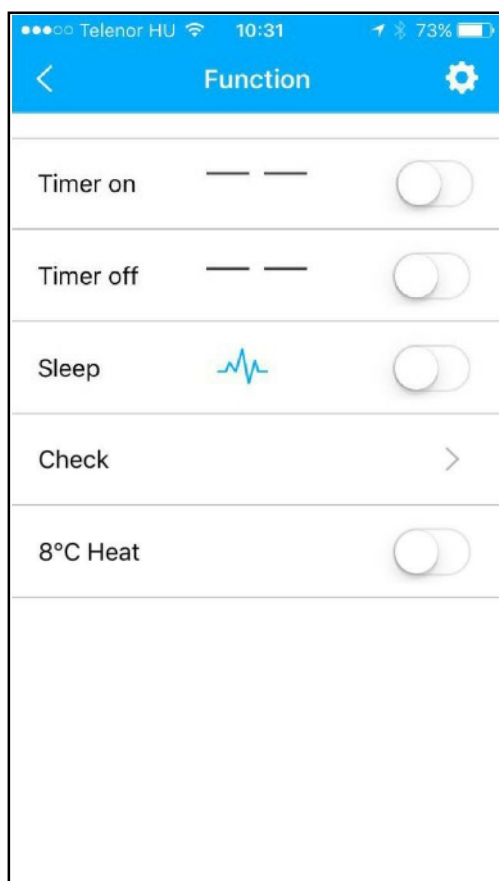 Telenor HU 10:31 73%
Function
Timer on — —
Timer off — —
Sleep
Check
8°C Heat